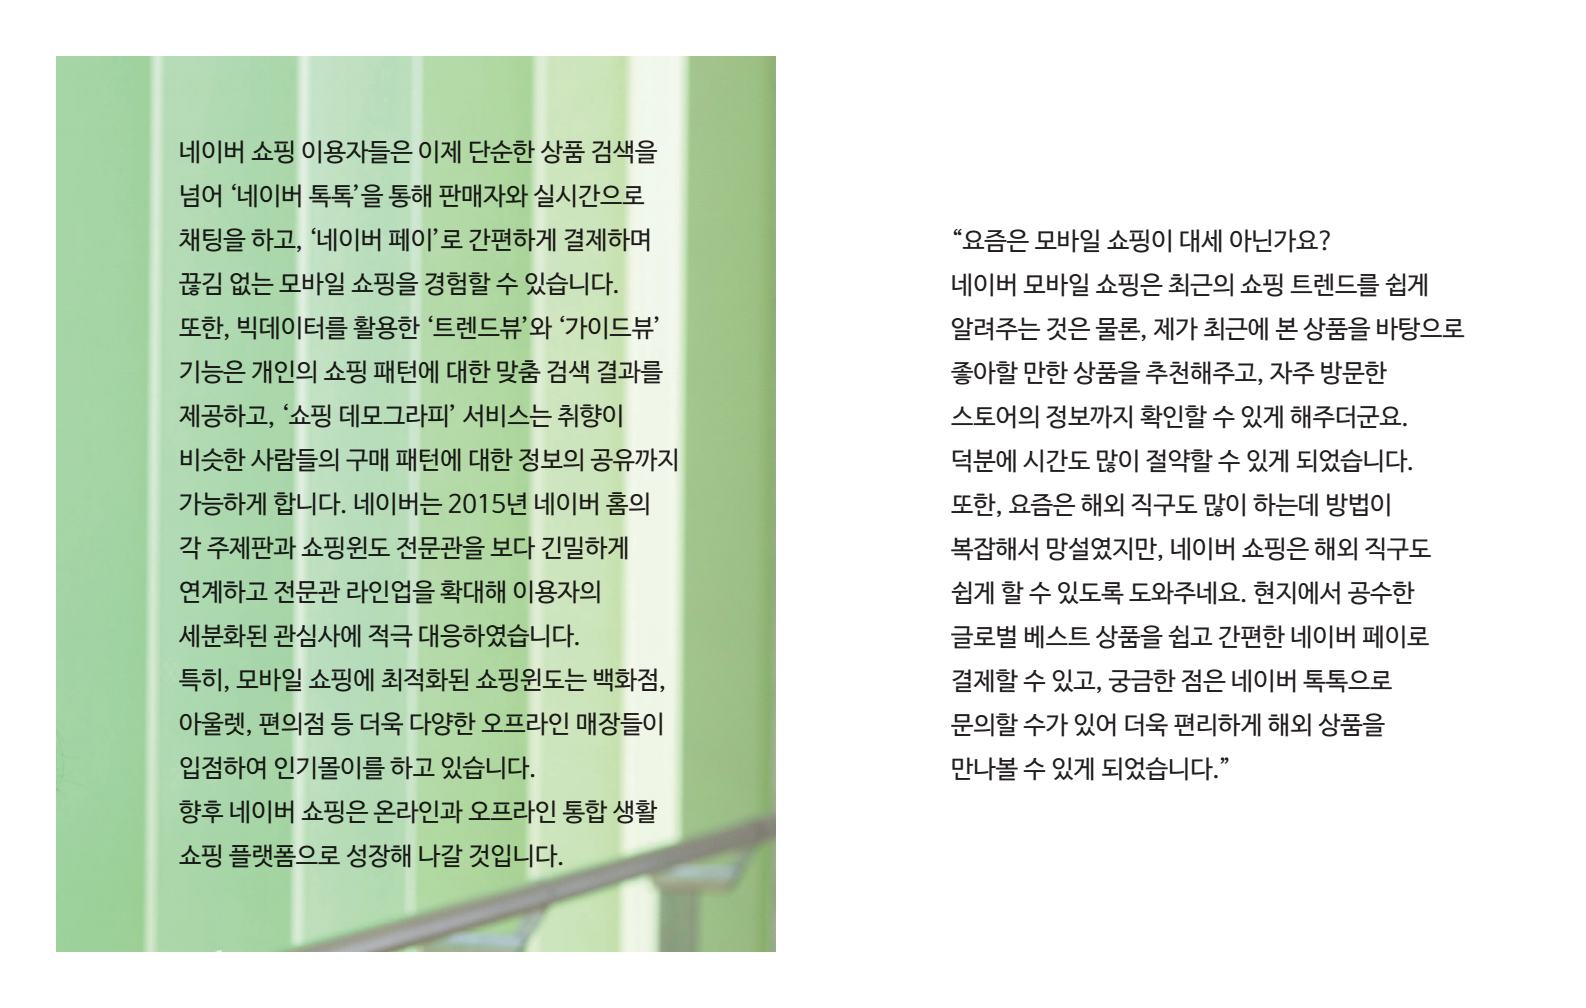 네이버 쇼핑 이용자들은 이제 단순한 상품 검색을
넘어 ‘네이버 톡톡’을 통해 판매자와 실시간으로
채팅을 하고, ‘네이버 페이’로 간편하게 결제하며
끊김 없는 모바일 쇼핑을 경험할 수 있습니다.
또한, 빅데이터를 활용한 ‘트렌드뷰’와 ‘가이드뷰’
기능은 개인의 쇼핑 패턴에 대한 맞춤 검색 결과를
제공하고, ‘쇼핑 데모그라피’ 서비스는 취향이
비슷한 사람들의 구매 패턴에 대한 정보의 공유까지
가능하게 합니다. 네이버는 2015년 네이버 홈의
각 주제판과 쇼핑윈도 전문관을 보다 긴밀하게
연계하고 전문관 라인업을 확대해 이용자의
세분화된 관심사에 적극 대응하였습니다.
특히, 모바일 쇼핑에 최적화된 쇼핑윈도는 백화점,
아울렛, 편의점 등 더욱 다양한 오프라인 매장들이
입점하여 인기몰이를 하고 있습니다.
향후 네이버 쇼핑은 온라인과 오프라인 통합 생활
쇼핑 플랫폼으로 성장해 나갈 것입니다.
“요즘은 모바일 쇼핑이 대세 아닌가요?
네이버 모바일 쇼핑은 최근의 쇼핑 트렌드를 쉽게
알려주는 것은 물론, 제가 최근에 본 상품을 바탕으로
좋아할 만한 상품을 추천해주고, 자주 방문한
스토어의 정보까지 확인할 수 있게 해주더군요.
덕분에 시간도 많이 절약할 수 있게 되었습니다.
또한, 요즘은 해외 직구도 많이 하는데 방법이
복잡해서 망설였지만, 네이버 쇼핑은 해외 직구도
쉽게 할 수 있도록 도와주네요. 현지에서 공수한
글로벌 베스트 상품을 쉽고 간편한 네이버 페이로
결제할 수 있고, 궁금한 점은 네이버 톡톡으로
문의할 수가 있어 더욱 편리하게 해외 상품을
만나볼 수 있게 되었습니다.”